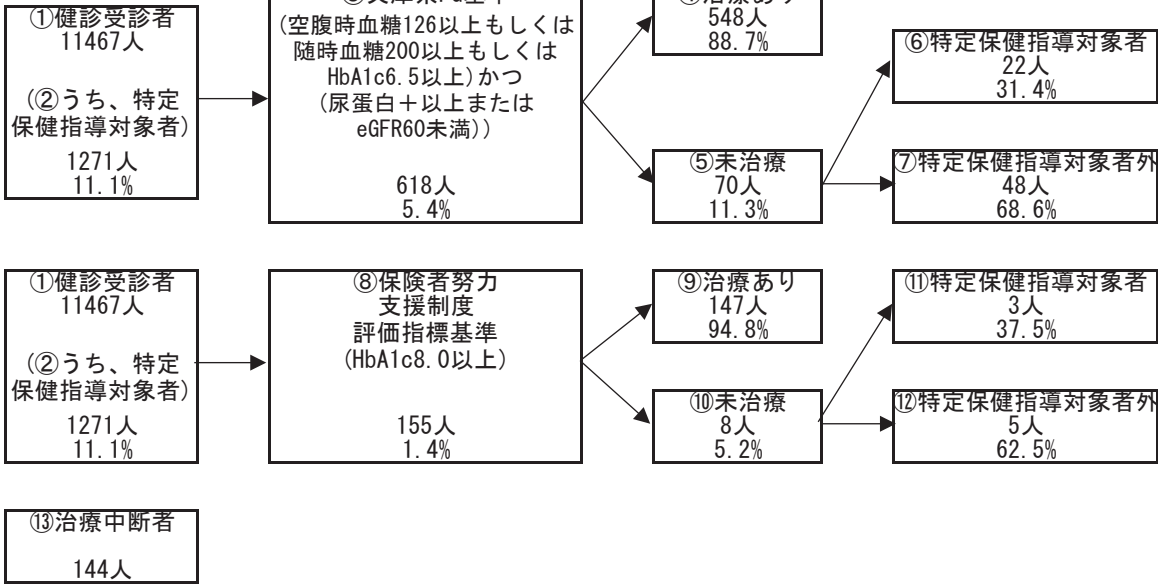 ①健診受診者
11467人
(②うち、特定
保健指導対象者)
1271人
11.1%
(空腹時血糖126以上もしくは
随時血糖200以上もしくは
HbA1c6.5以上)かつ
(尿蛋白＋以上または
eGFR60未満))
618人
5.4%
548人
88.7%
⑤未治療
70人
11.3%
⑥特定保健指導対象者
22人
31.4%
⑦特定保健指導対象者外
48人
68.6%
①健診受診者
11467人
(②うち、特定
保健指導対象者)
1271人
11.1%
⑧保険者努力
支援制度
評価指標基準
(HbA1c8.0以上)
155人
1.4%
⑨治療あり
147人
94.8%
⑩未治療
8人
5.2%
⑪特定保健指導対象者
3人
37.5%
⑫特定保健指導対象者外
5人
62.5%
⑬治療中断者
144人